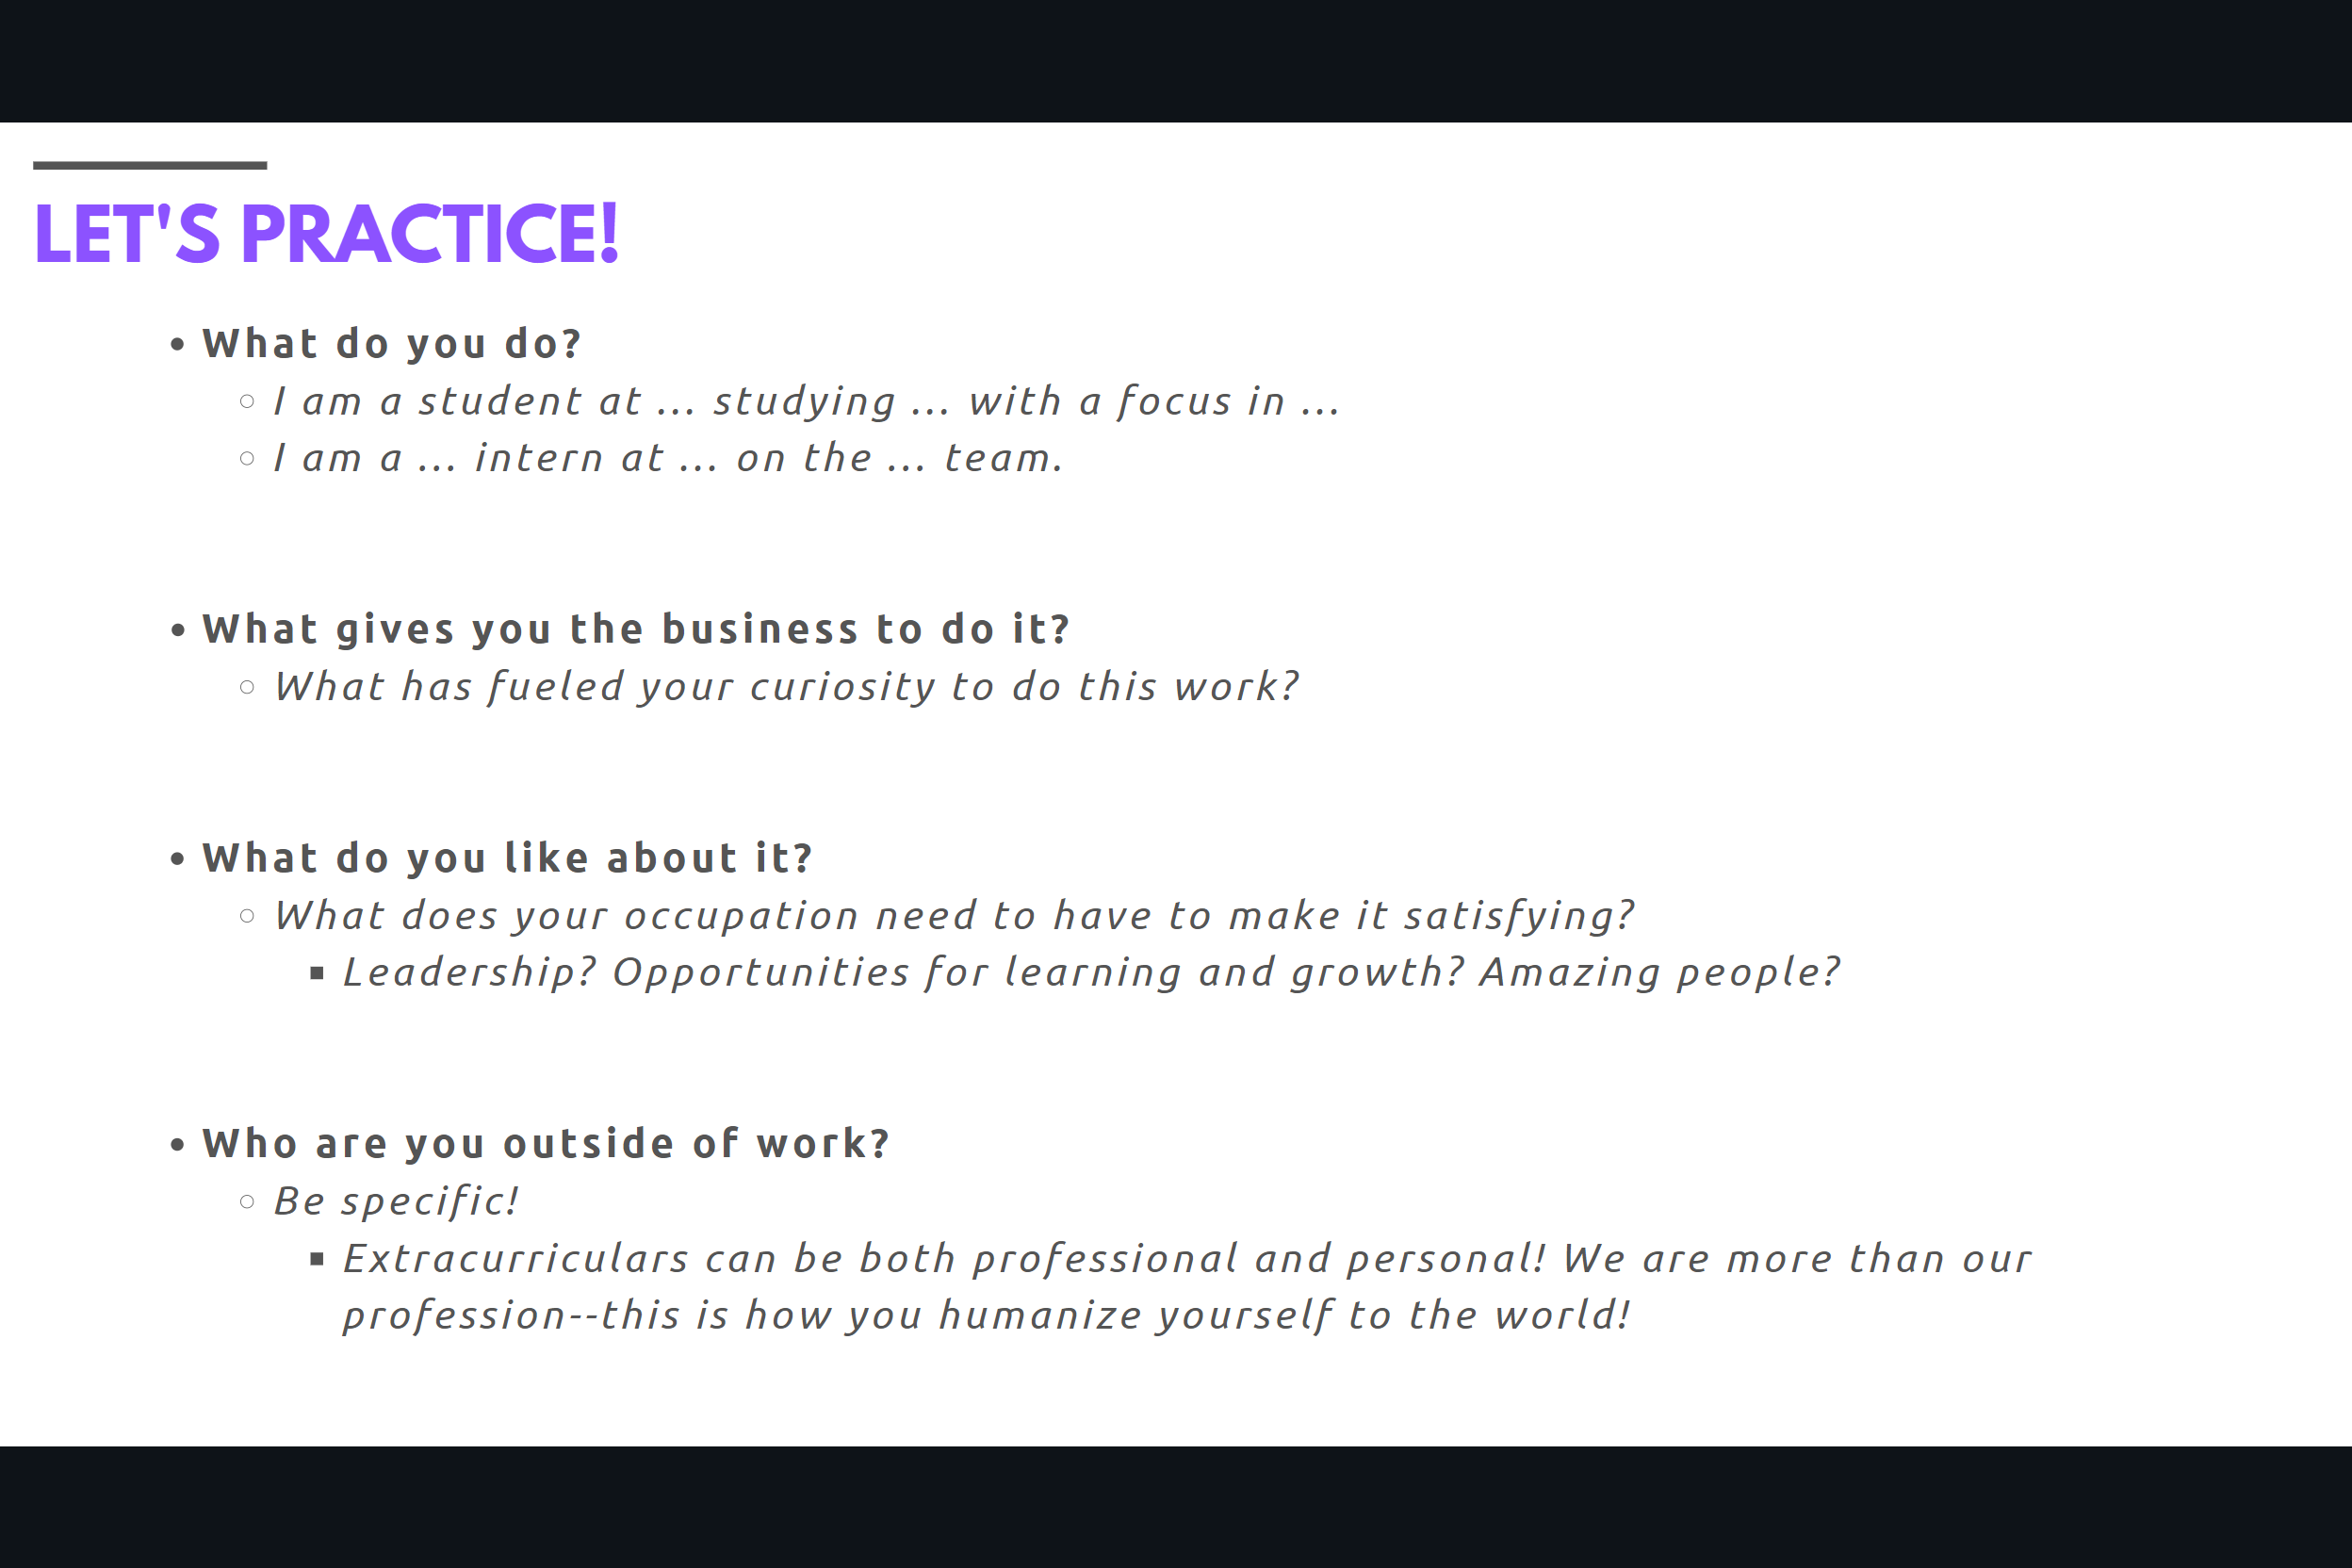 LET'S PRACTICE!
What do you do?
I am a student at ... studying ... with a focus in ...
I am a ... intern at ... on the ... team.
What gives you the business to do it?
What has fueled your curiosity to do this work?
What do you like about it?
What does your occupation need to have to make it satisfying?
Leadership? Opportunities for learning and growth? Amazing people?
Who are you outside of work?
Be specific!
Extracurriculars can be both professional and personal! We are more than our
profession--this is how you humanize yourself to the world!